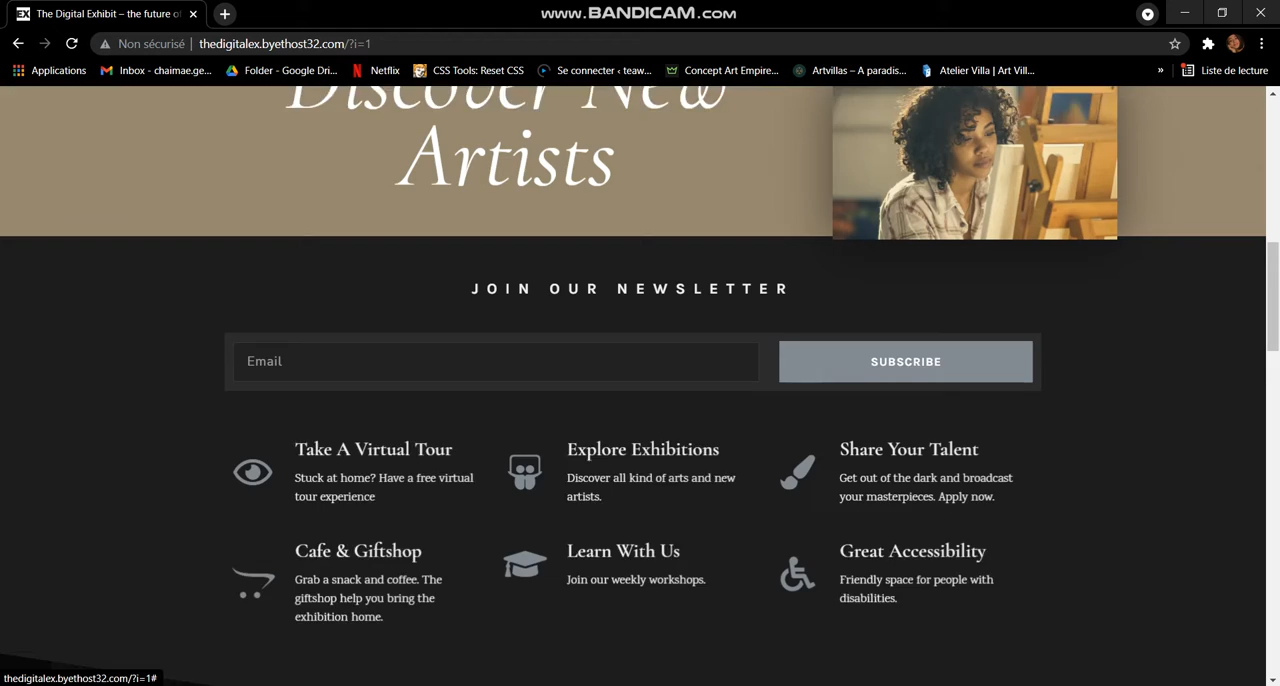 The Digital Exhibit – the future of
www.BANDICAM.com
Non sécurisé | thedigitalex.byethost32.com/?i=1
Applications
Inbox - chaimae.ge...
Folder - Google Dri...
Netflix
CSS Tools: Reset CSS
Se connecter ‹ teaw...
Concept Art Empire...
Artvillas – A paradis...
Atelier Villa | Art Vill...
»
Liste de lecture
Discover New
Artists
JOIN OUR NEWSLETTER
Email
SUBSCRIBE
Take A Virtual Tour
Stuck at home? Have a free virtual
tour experience
Explore Exhibitions
Discover all kind of arts and new
artists.
Share Your Talent
Get out of the dark and broadcast
your masterpieces. Apply now.
Cafe & Giftshop
Grab a snack and coffee. The
giftshop help you bring the
exhibition home.
Learn With Us
Join our weekly workshops.
Great Accessibility
Friendly space for people with
disabilities.
thedigitalex.byethost32.com/?i=1#